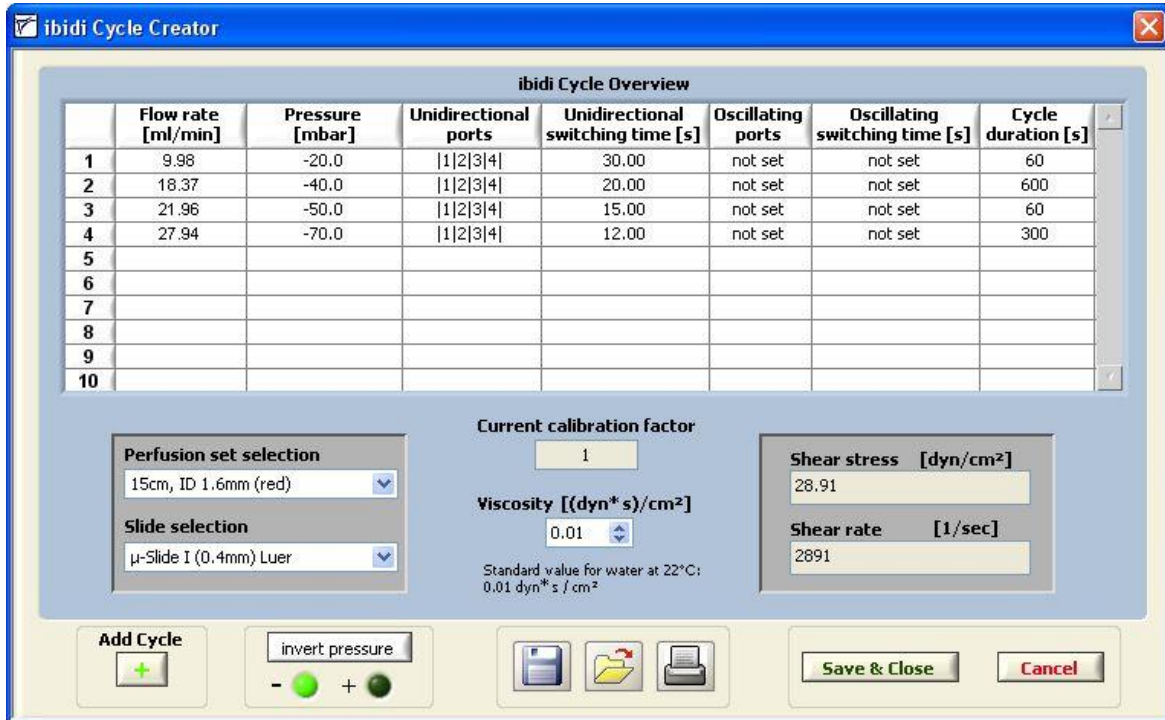 ibidi Cycle Creator
ibidi Cycle Overview
Flow rate [ml/min] Pressure [mbar] Unidirectional ports Unidirectional switching time [s] Oscillating ports Oscillating switching time [s] Cycle duration [s]
1 9.98 -20.0 |1|2|3|4| 30.00 not set not set 60
2 18.37 -40.0 |1|2|3|4| 20.00 not set not set 600
3 21.96 -50.0 |1|2|3|4| 15.00 not set not set 60
4 27.94 -70.0 |1|2|3|4| 12.00 not set not set 300
5
6
7
8
9
10
Perfusion set selection
15cm, ID 1.6mm (red)
Slide selection
µ-Slide I (0.4mm) Luer
Current calibration factor
1
Viscosity [(dyn* s)/cm²]
0.01
Standard value for water at 22°C:
0.01 dyn* s / cm²
Shear stress [dyn/cm²]
28.91
Shear rate [1/sec]
2891
Add Cycle
+
invert pressure
- +
Save & Close
Cancel